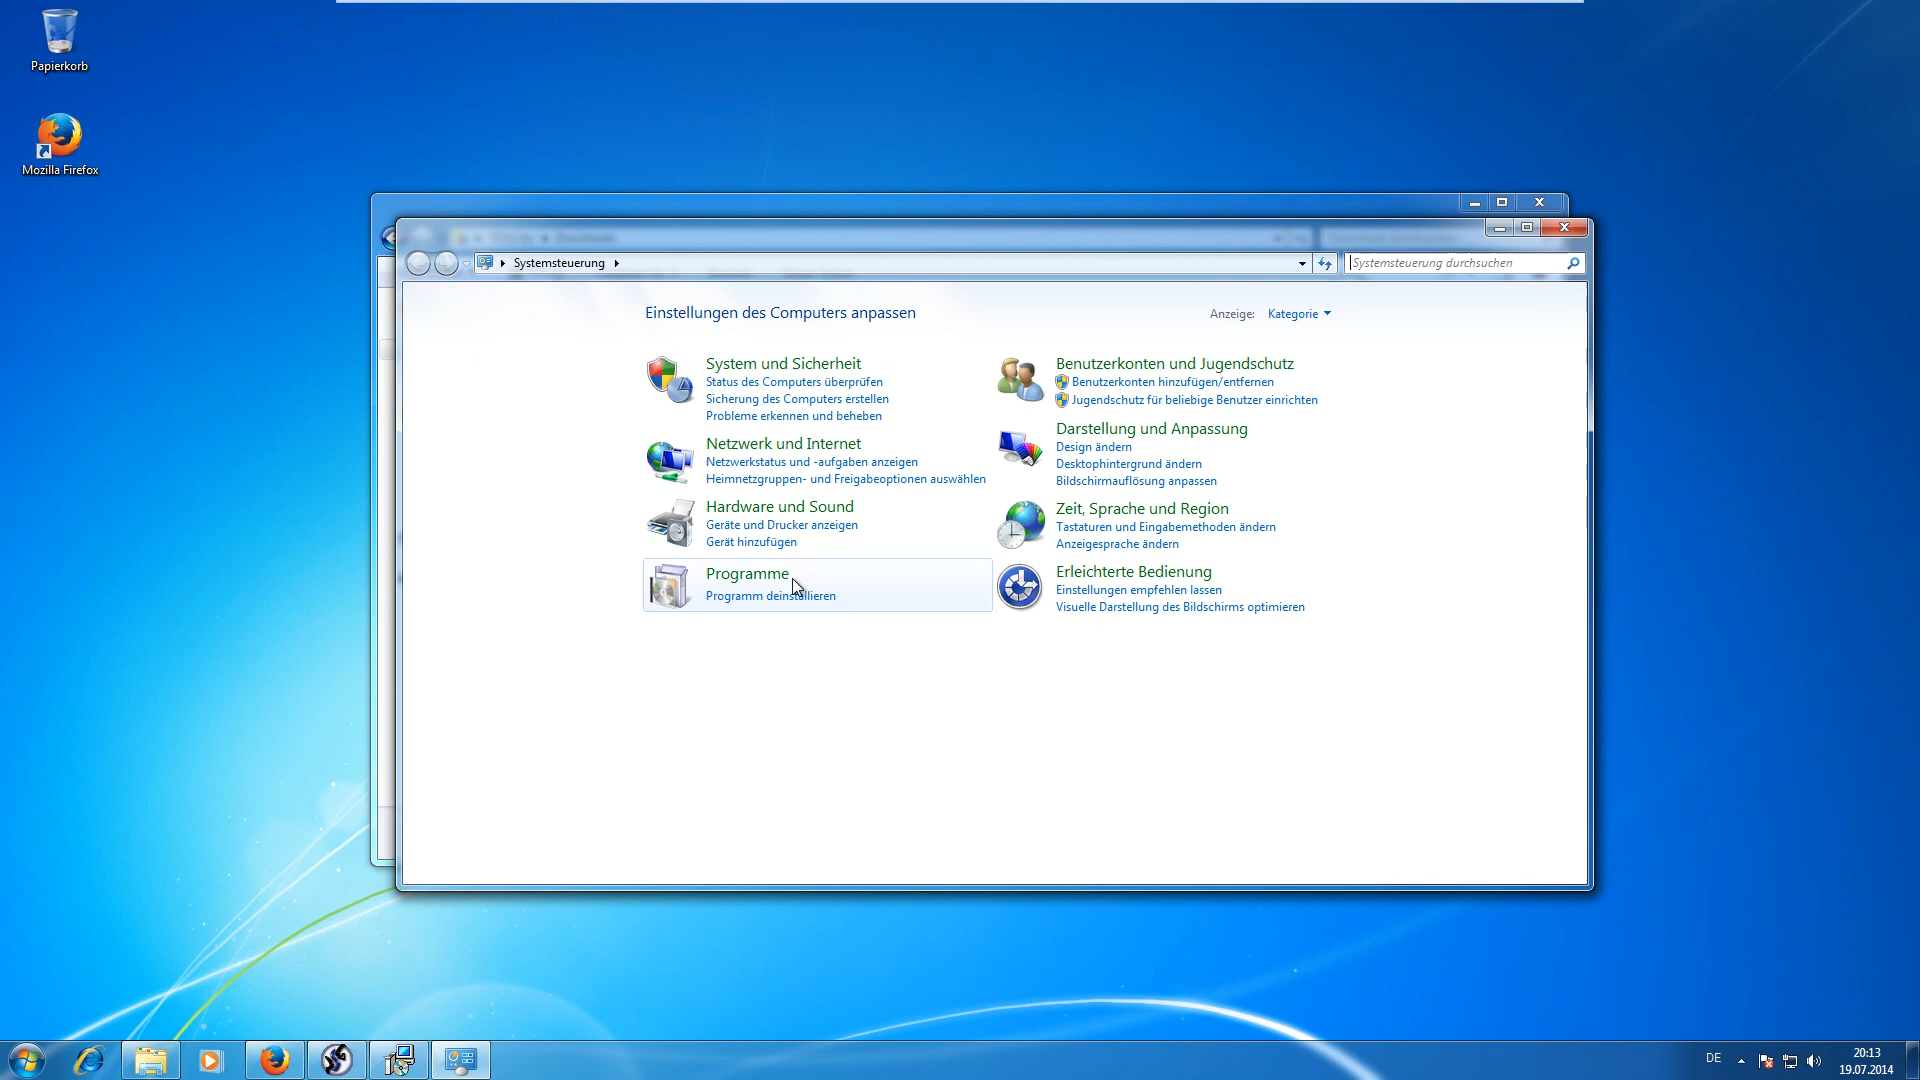 Papierkorb
Mozilla Firefox
Systemsteuerung
Systemsteuerung durchsuchen
Einstellungen des Computers anpassen
Anzeige: Kategorie
System und Sicherheit
Status des Computers überprüfen
Sicherung des Computers erstellen
Probleme erkennen und beheben
Netzwerk und Internet
Netzwerkstatus und -aufgaben anzeigen
Heimnetzgruppen- und Freigabeoptionen auswählen
Hardware und Sound
Geräte und Drucker anzeigen
Gerät hinzufügen
Programme
Programm deinstallieren
Benutzerkonten und Jugendschutz
Benutzerkonten hinzufügen/entfernen
Jugendschutz für beliebige Benutzer einrichten
Darstellung und Anpassung
Design ändern
Desktophintergrund ändern
Bildschirmauflösung anpassen
Zeit, Sprache und Region
Tastaturen und Eingabemethoden ändern
Anzeigesprache ändern
Erleichterte Bedienung
Einstellungen empfehlen lassen
Visuelle Darstellung des Bildschirms optimieren
DE
20:13
19.07.2014